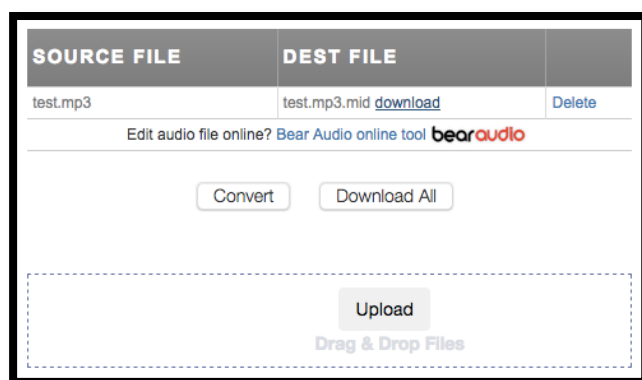 SOURCE FILE DEST FILE
test.mp3 test.mp3.mid download Delete
Edit audio file online? Bear Audio online tool bearaudio
Convert Download All
Upload
Drag & Drop Files